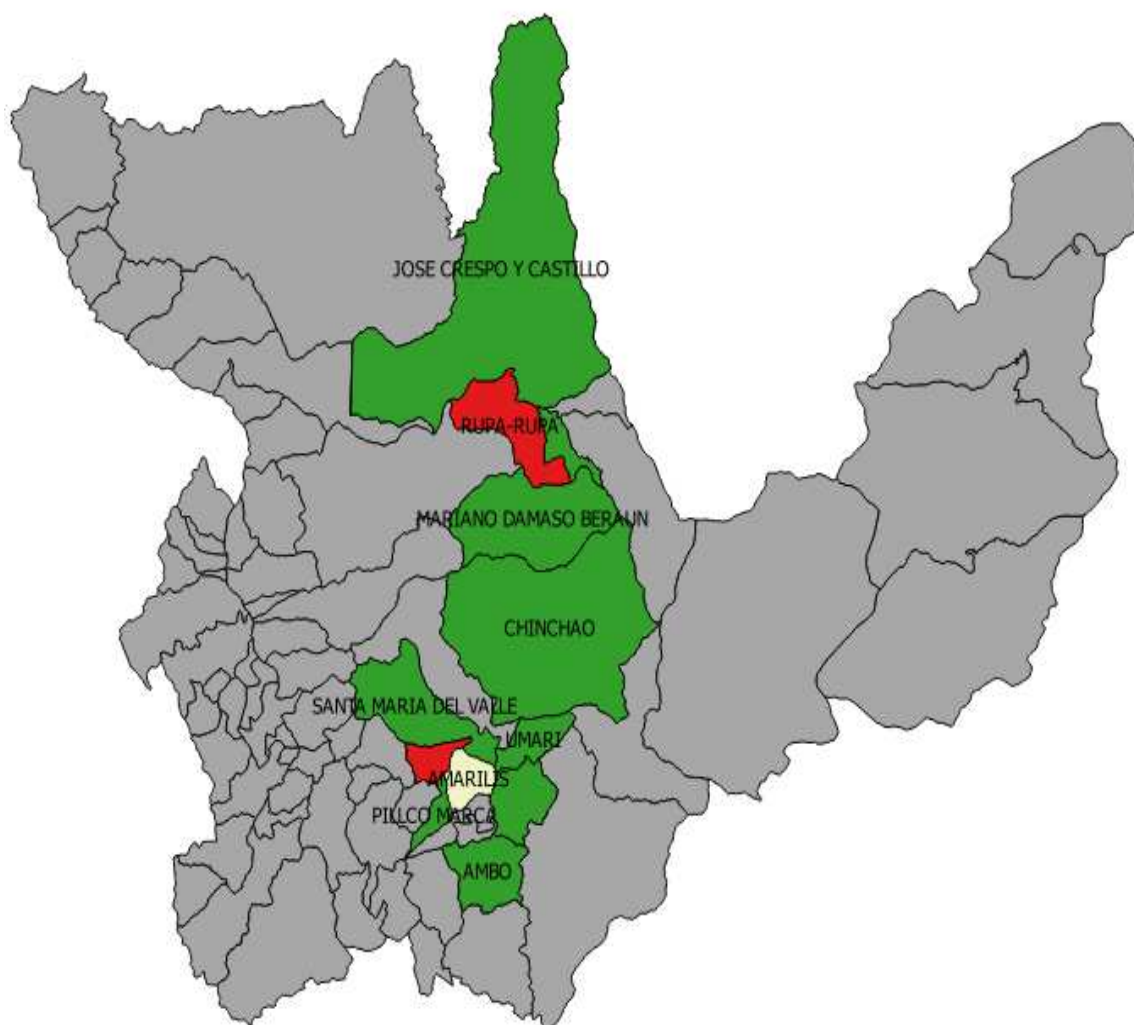 JOSE CRESPO Y CASTILLO
RUPA-RUPA
MARIANO DAMASO BERAUN
CHINCHAO
SANTA MARIA DEL VALLE
UMARI
AMARILIS
PILLCO MARCA
AMBO